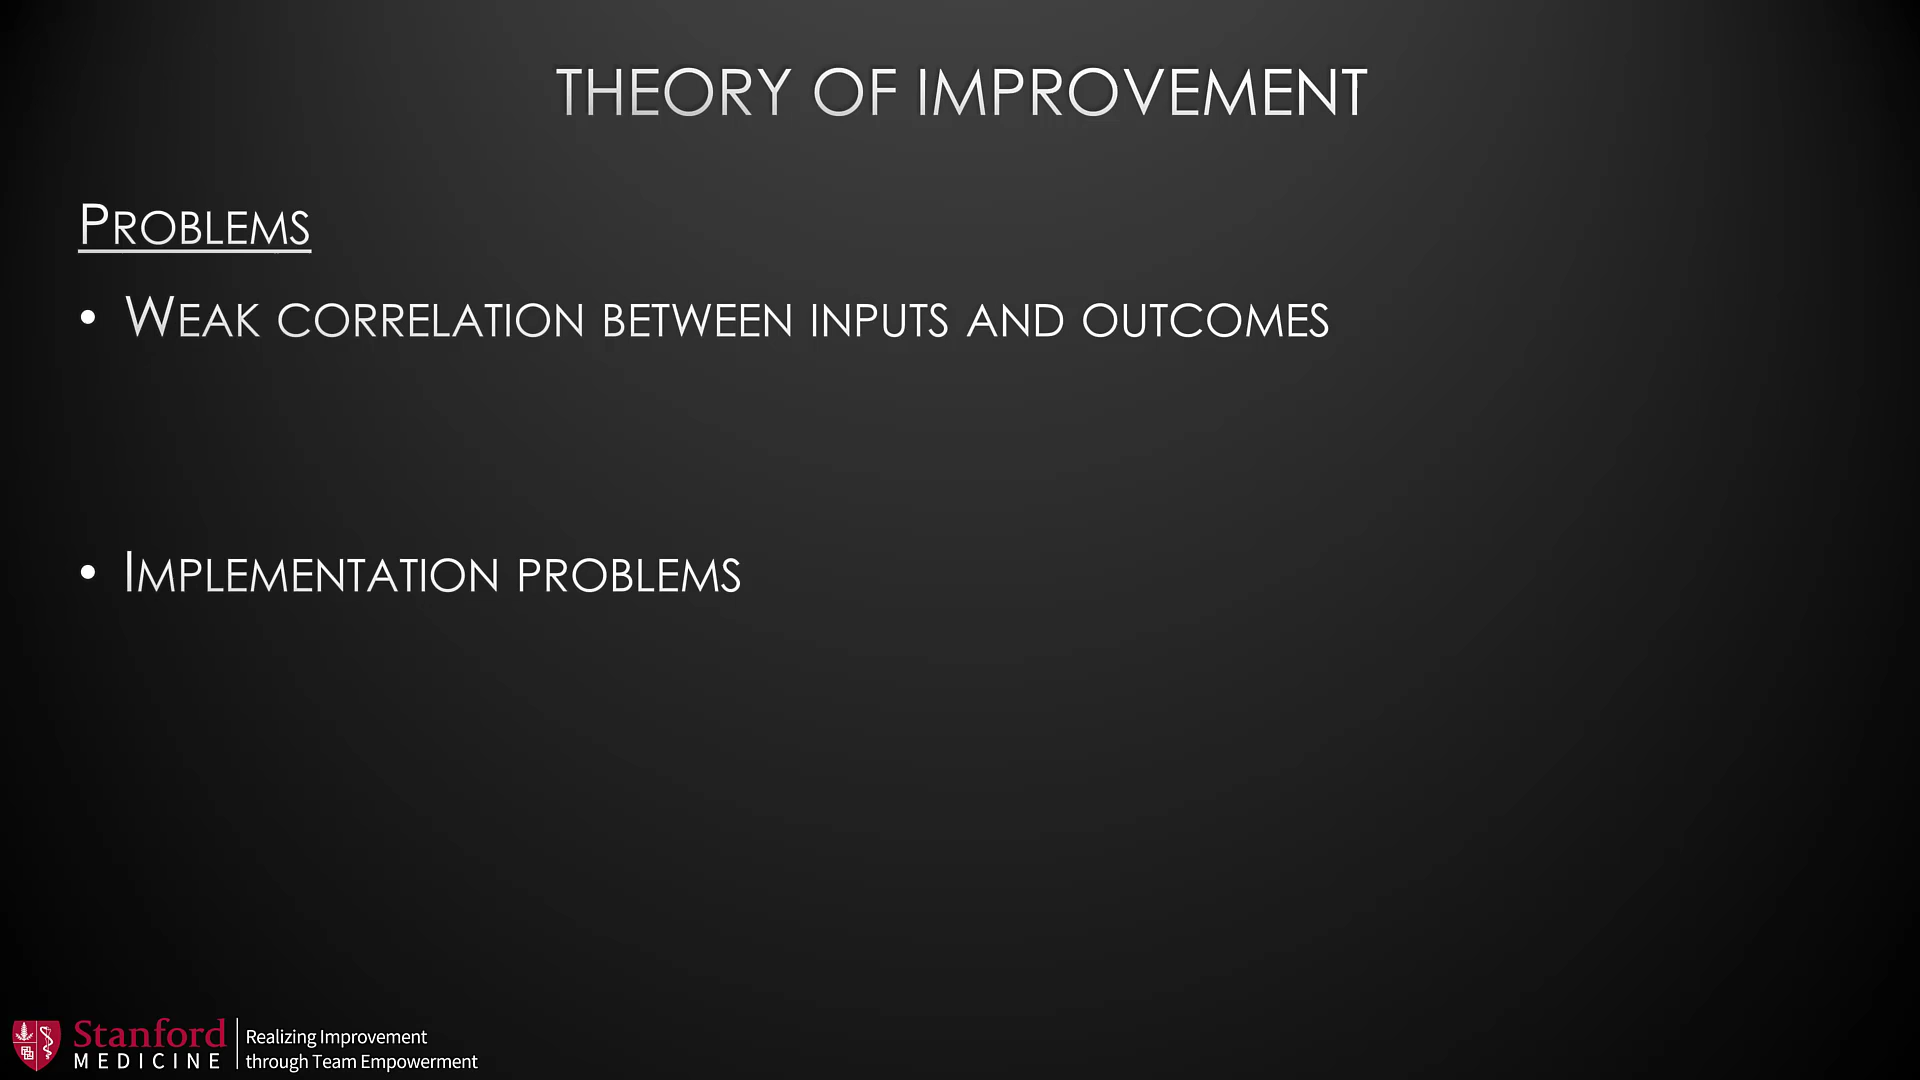 THEORY OF IMPROVEMENT
PROBLEMS
• WEAK CORRELATION BETWEEN INPUTS AND OUTCOMES
• IMPLEMENTATION PROBLEMS
Stanford
MEDICINE
Realizing Improvement
through Team Empowerment